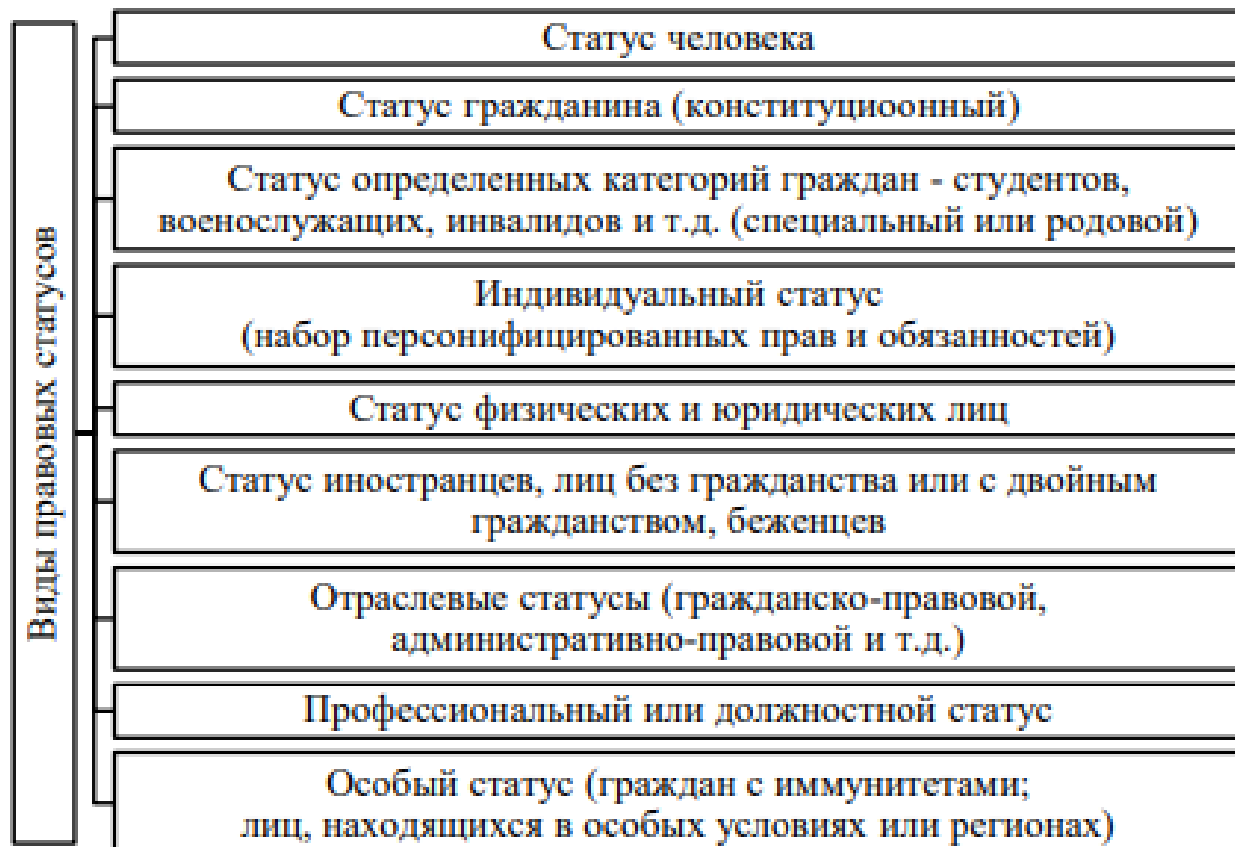 Виды правовых статусов
Статус человека
Статус гражданина (конституциоонный)
Статус определенных категорий граждан - студентов,
военослужащих, инвалидов и т.д. (специальный или родовой)
Индивидуальный статус
(набор персонифицированных прав и обязанностей)
Статус физических и юридических лиц
Статус иностранцев, лиц без гражданства или с двойным
гражданством, беженцев
Отраслевые статусы (гражданско-правовой,
административно-правовой и т.д.)
Профессиональный или должностной статус
Особый статус (граждан с иммунитетами;
лиц, находящихся в особых условиях или регионах)